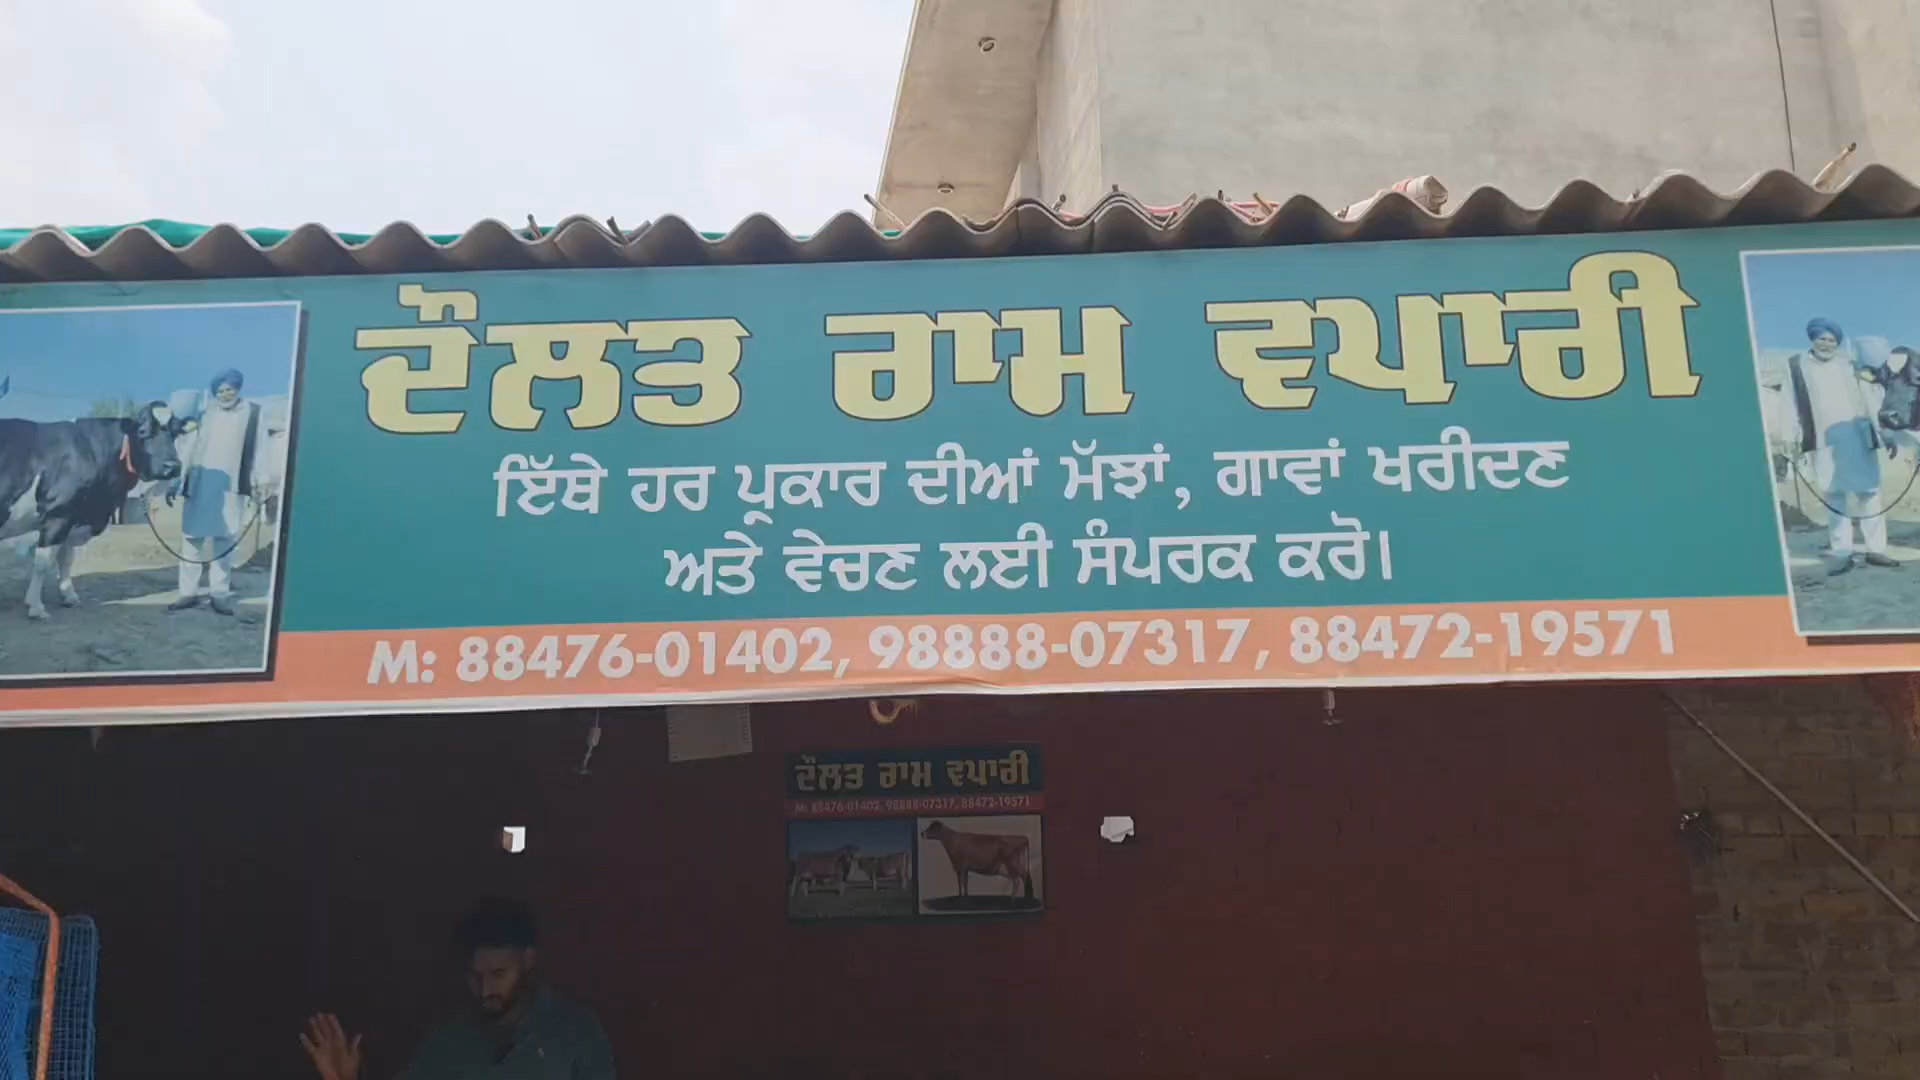 ਦੌਲਤ ਰਾਮ ਵਪਾਰੀ
ਇੱਥੇ ਹਰ ਪ੍ਰਕਾਰ ਦੀਆਂ ਮੱਝਾਂ, ਗਾਵਾਂ ਖਰੀਦਣ
ਅਤੇ ਵੇਚਣ ਲਈ ਸੰਪਰਕ ਕਰੋ।
M: 88476-01402, 98888-07317, 88472-19571
ਦੌਲਤ ਰਾਮ ਵਪਾਰੀ
M: 88476-01402, 98888-07317, 88472-19571